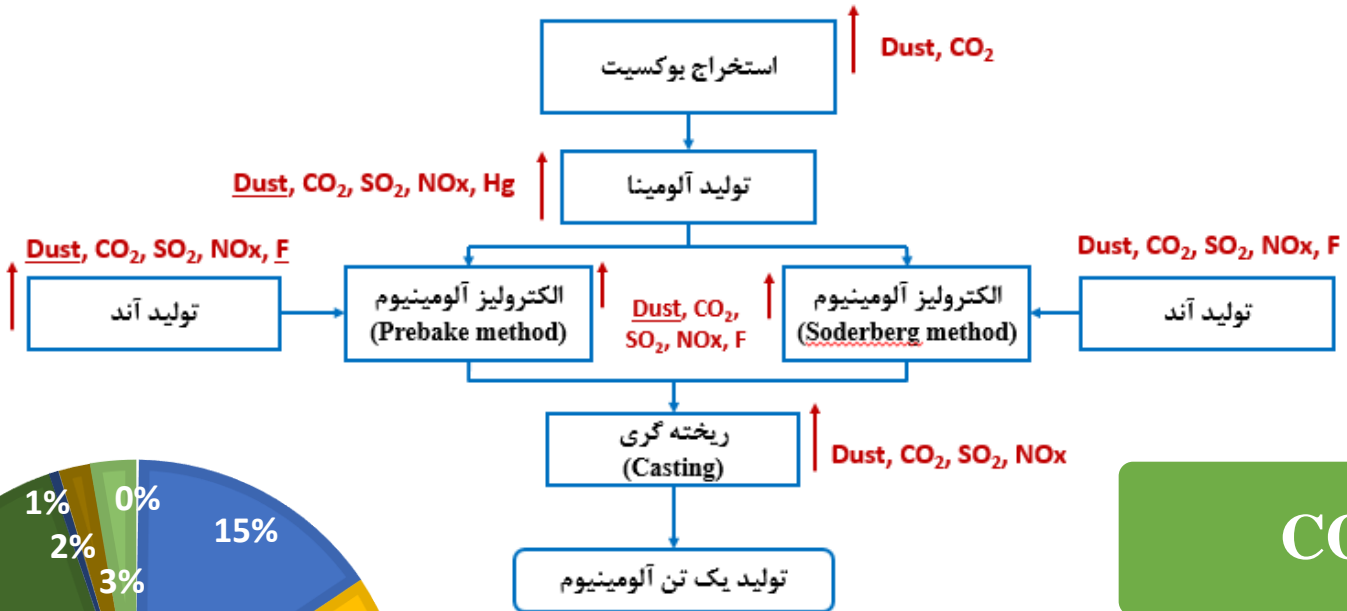 استخراج بوکسیت
Dust, CO₂
تولید آلومینا
Dust, CO₂, SO₂, NOx, Hg
Dust, CO₂, SO₂, NOx, F
تولید آند
الکترولیز آلومینیوم
(Prebake method)
Dust, CO₂,
SO₂, NOx, F
الکترولیز آلومینیوم
(Soderberg method)
Dust, CO₂, SO₂, NOx, F
تولید آند
ریخته گری
(Casting)
Dust, CO₂, SO₂, NOx
تولید یک تن آلومینیوم
1%
2%
3%
0%
15%